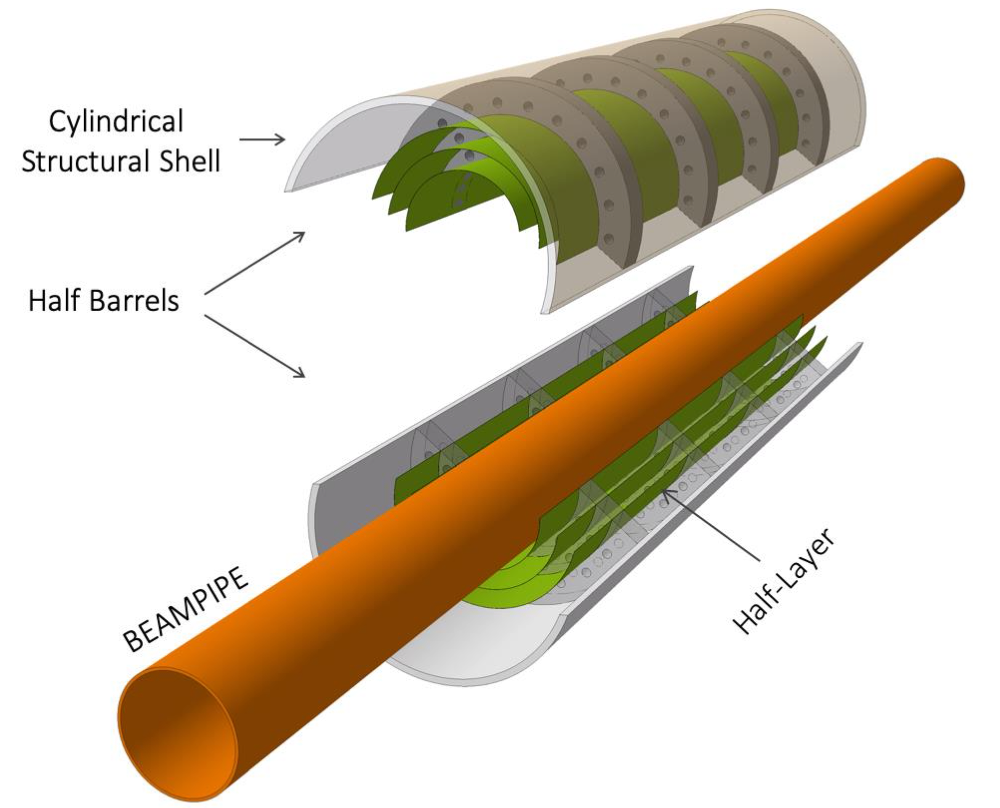 Cylindrical
Structural Shell
Half Barrels
BEAMPIPE
Half-Layer